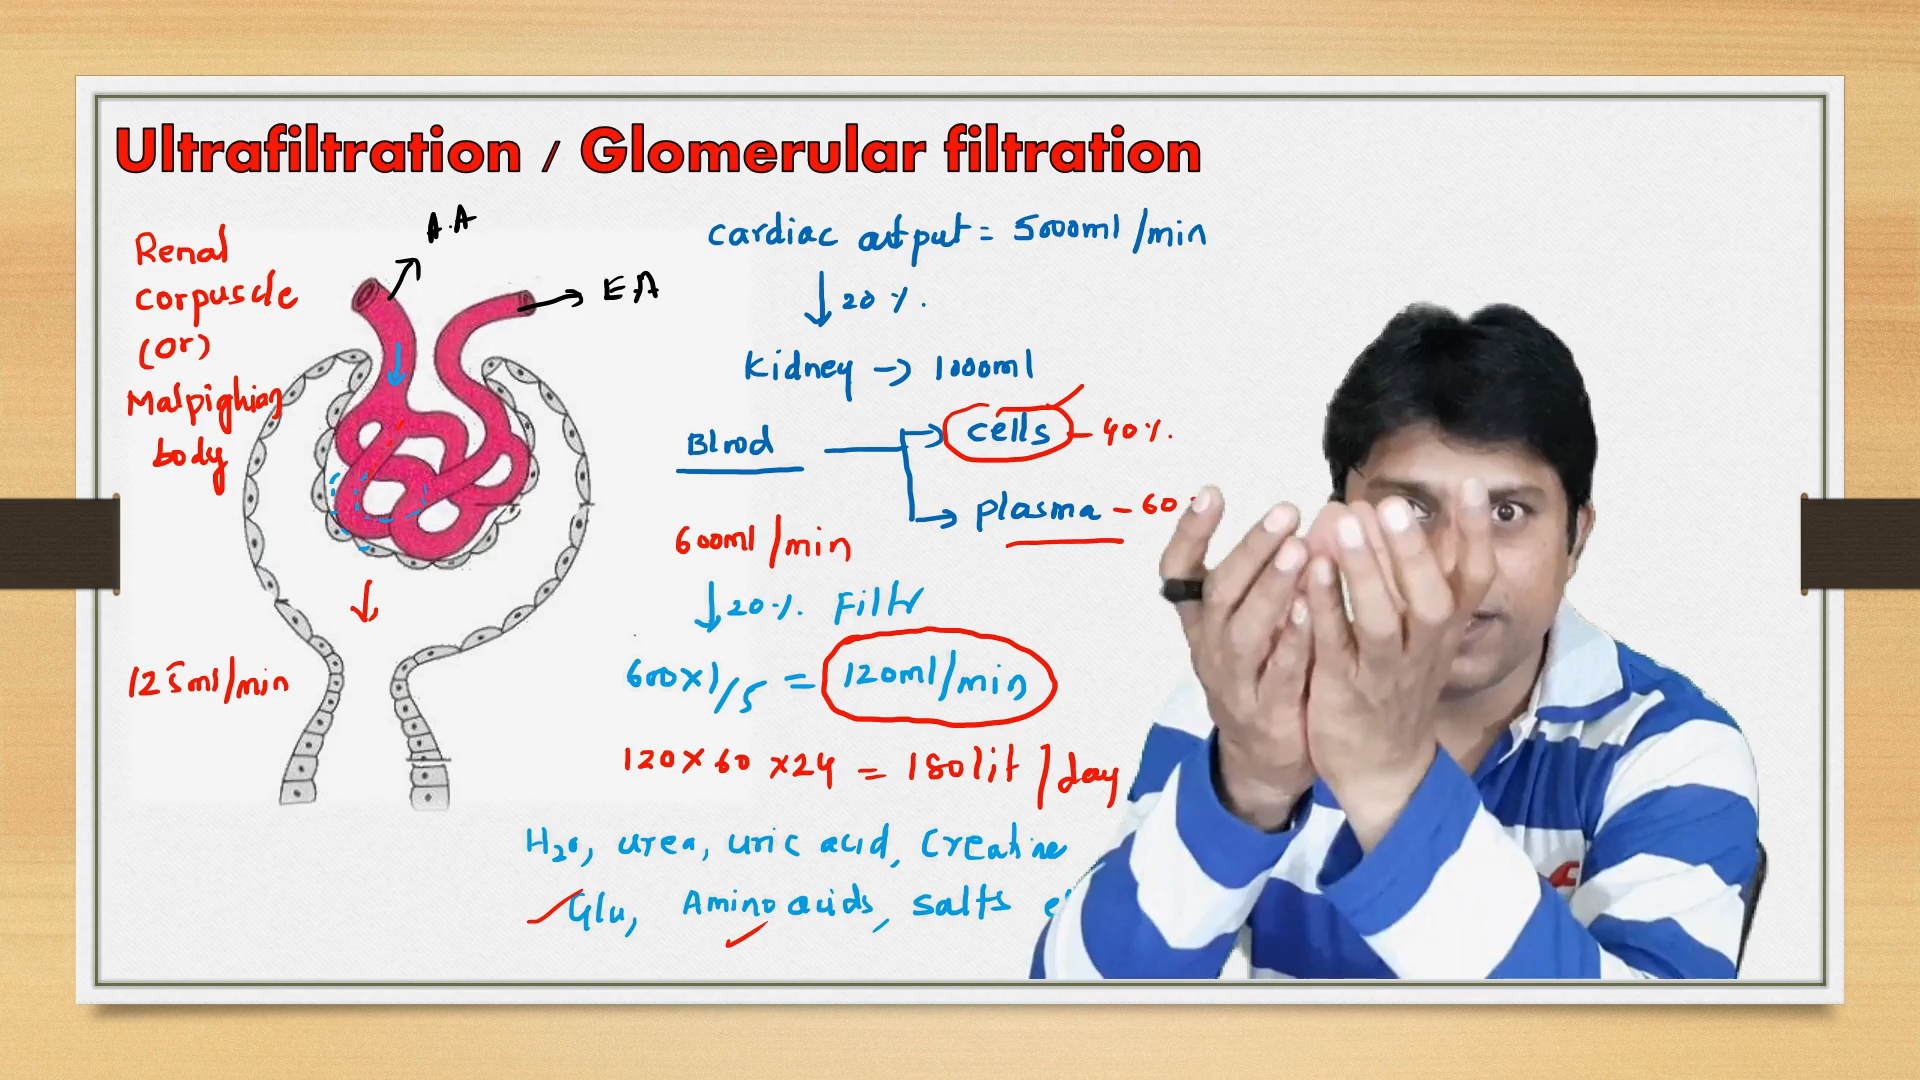 Ultrafiltration / Glomerular filtration
A.A
EA
Renal
corpuscle
(or)
Malpighian
body
125ml/min
cardiac output = 5000ml/min
20%.
Kidney → 1000ml
Blood
cells - 40%.
plasma - 60
600ml/min
20%. Filtr
600×1/5 = 120ml/min
120×60×24 = 180lit/day
H₂O, urea, uric acid, Creatine
Glu, Amino acids, salts